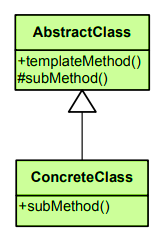 AbstractClass
+templateMethod()
#subMethod()
ConcreteClass
+subMethod()